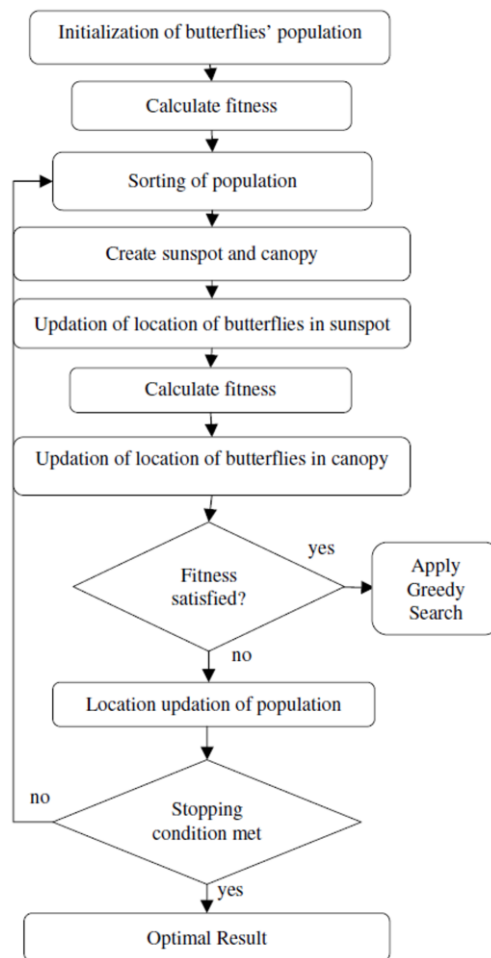 Initialization of butterflies' population
Calculate fitness
Sorting of population
Create sunspot and canopy
Updation of location of butterflies in sunspot
Calculate fitness
Updation of location of butterflies in canopy
yes
Fitness
satisfied?
Apply
Greedy
Search
no
Location updation of population
no
Stopping
condition met
yes
Optimal Result